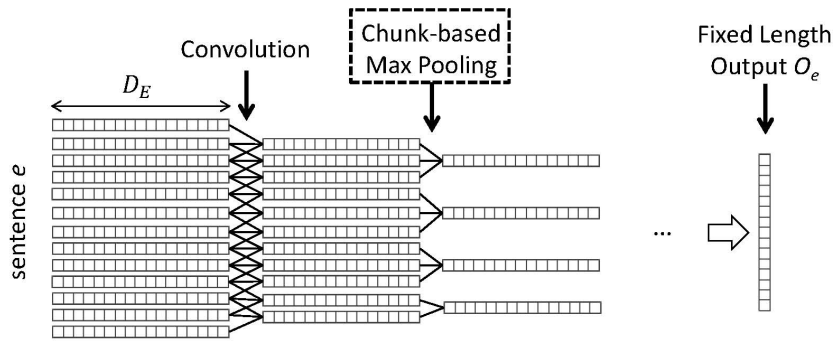 Convolution
Chunk-based
Max Pooling
Fixed Length
Output O_e
D_E
sentence e
...